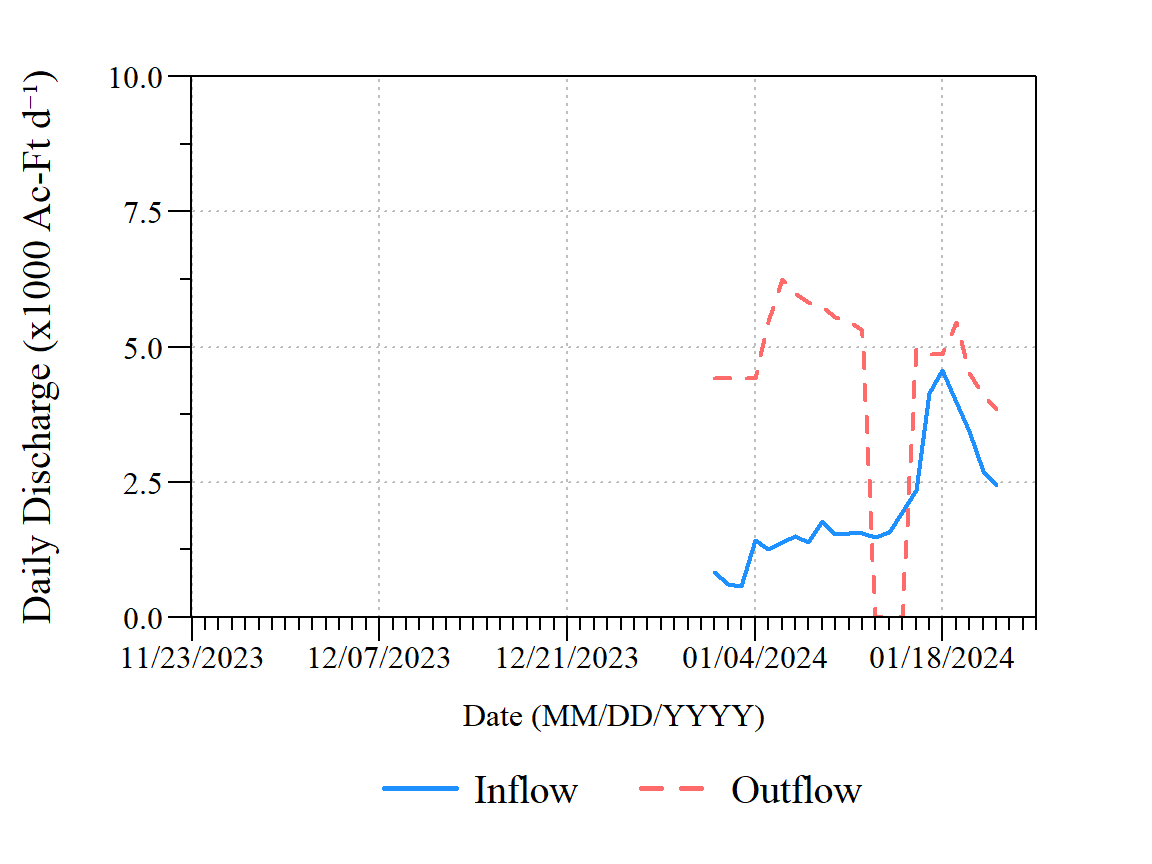 Daily Discharge (x1000 Ac-Ft d⁻¹)
10.0
7.5
5.0
2.5
0.0
11/23/2023 12/07/2023 12/21/2023 01/04/2024 01/18/2024
Date (MM/DD/YYYY)
Inflow Outflow